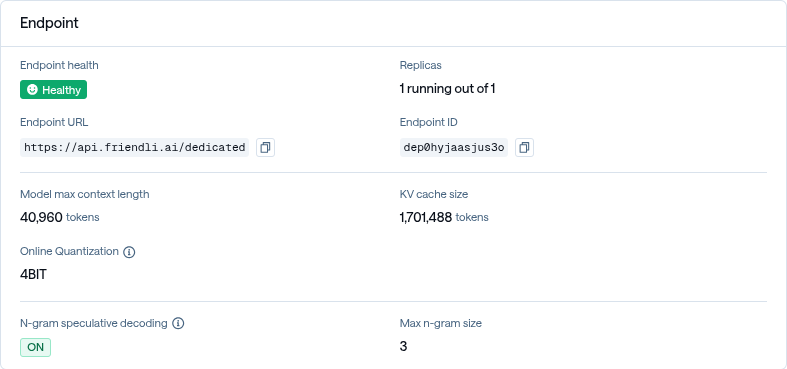 Endpoint
Endpoint health
Replicas
Healthy
1 running out of 1
Endpoint URL
Endpoint ID
https://api.friendli.ai/dedicated
dep0hyjaasjus3o
Model max context length
KV cache size
40,960 tokens
1,701,488 tokens
Online Quantization
4BIT
N-gram speculative decoding
Max n-gram size
ON
3